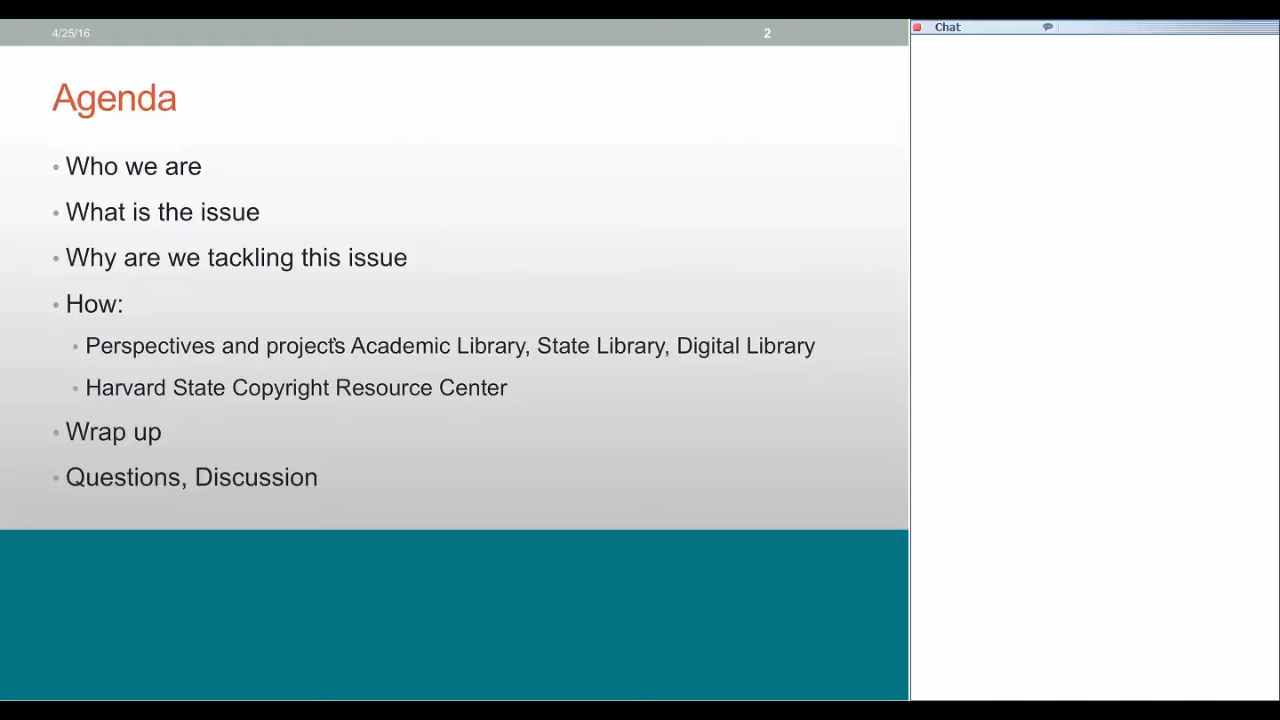 4/25/16
2
Chat
Agenda
• Who we are
• What is the issue
• Why are we tackling this issue
• How:
• Perspectives and projects Academic Library, State Library, Digital Library
• Harvard State Copyright Resource Center
• Wrap up
• Questions, Discussion